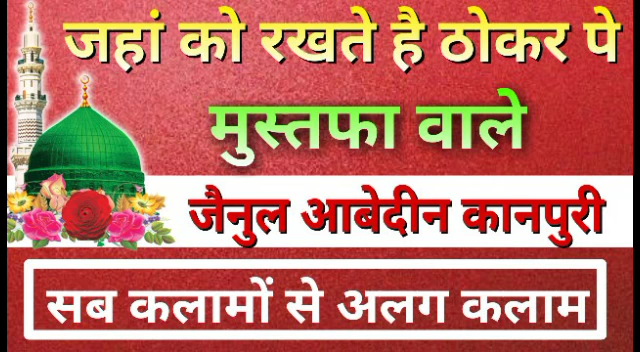 जहां को रखते है ठोकर पे
मुस्तफा वाले
जैनुल आबेदीन कानपुरी
सब कलामों से अलग कलाम